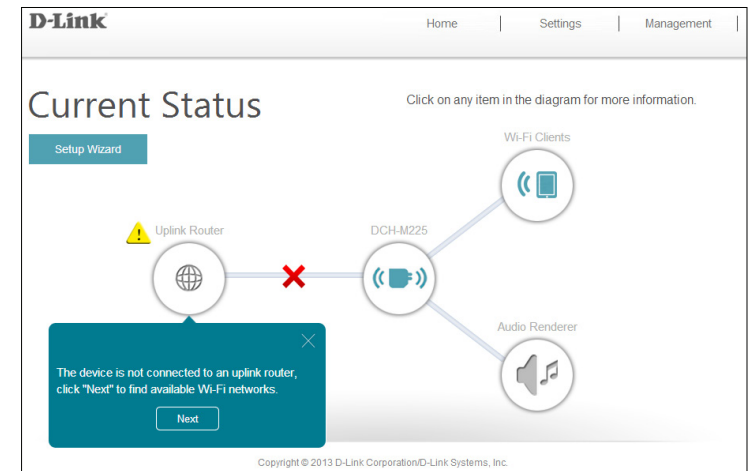 D-Link
Home | Settings | Management |
Current Status
Click on any item in the diagram for more information.
Setup Wizard
Wi-Fi Clients
Uplink Router
DCH-M225
Audio Renderer
The device is not connected to an uplink router,
click "Next" to find available Wi-Fi networks.
Next
Copyright © 2013 D-Link Corporation/D-Link Systems, Inc.